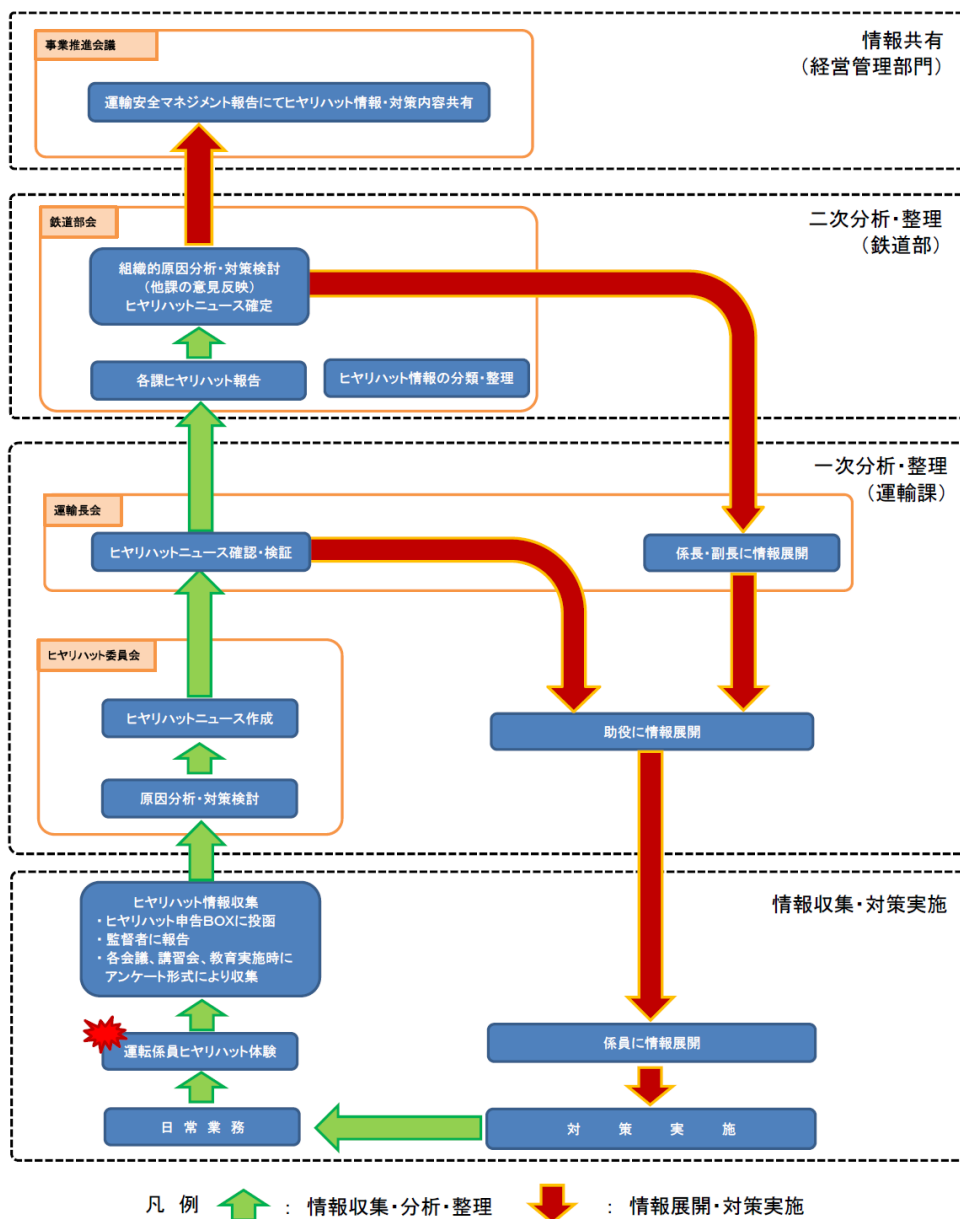 情報共有
(経営管理部門)
事業推進会議
運輸安全マネジメント報告にてヒヤリハット情報・対策内容共有
二次分析・整理
(鉄道部)
鉄道部会
組織的原因分析・対策検討
(他課の意見反映)
ヒヤリハットニュース確定
各課ヒヤリハット報告
ヒヤリハット情報の分類・整理
一次分析・整理
(運輸課)
運輸長会
ヒヤリハットニュース確認・検証
係長・副長に情報展開
ヒヤリハット委員会
ヒヤリハットニュース作成
助役に情報展開
原因分析・対策検討
情報収集・対策実施
ヒヤリハット情報収集
・ヒヤリハット申告BOXに投函
・監督者に報告
・各会議、講習会、教育実施時に
アンケート形式により収集
運転係員ヒヤリハット体験
係員に情報展開
日常業務
対策実施
凡例 : 情報収集・分析・整理 : 情報展開・対策実施